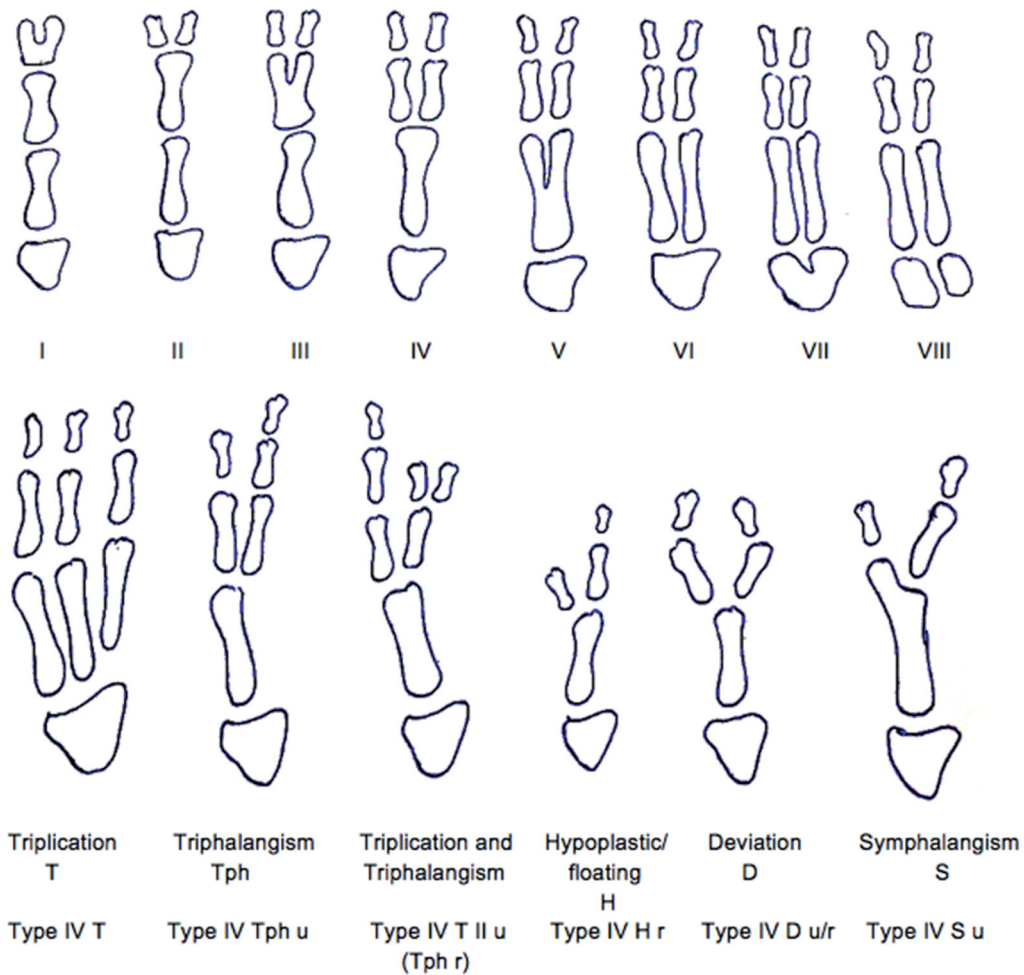 I II III IV V VI VII VIII
Triplication Triphalangism Triplication and Hypoplastic/ Deviation Symphalangism
T Tph Triphalangism floating D S
H
Type IV T Type IV Tph u Type IV T II u Type IV H r Type IV D u/r Type IV S u
(Tph r)